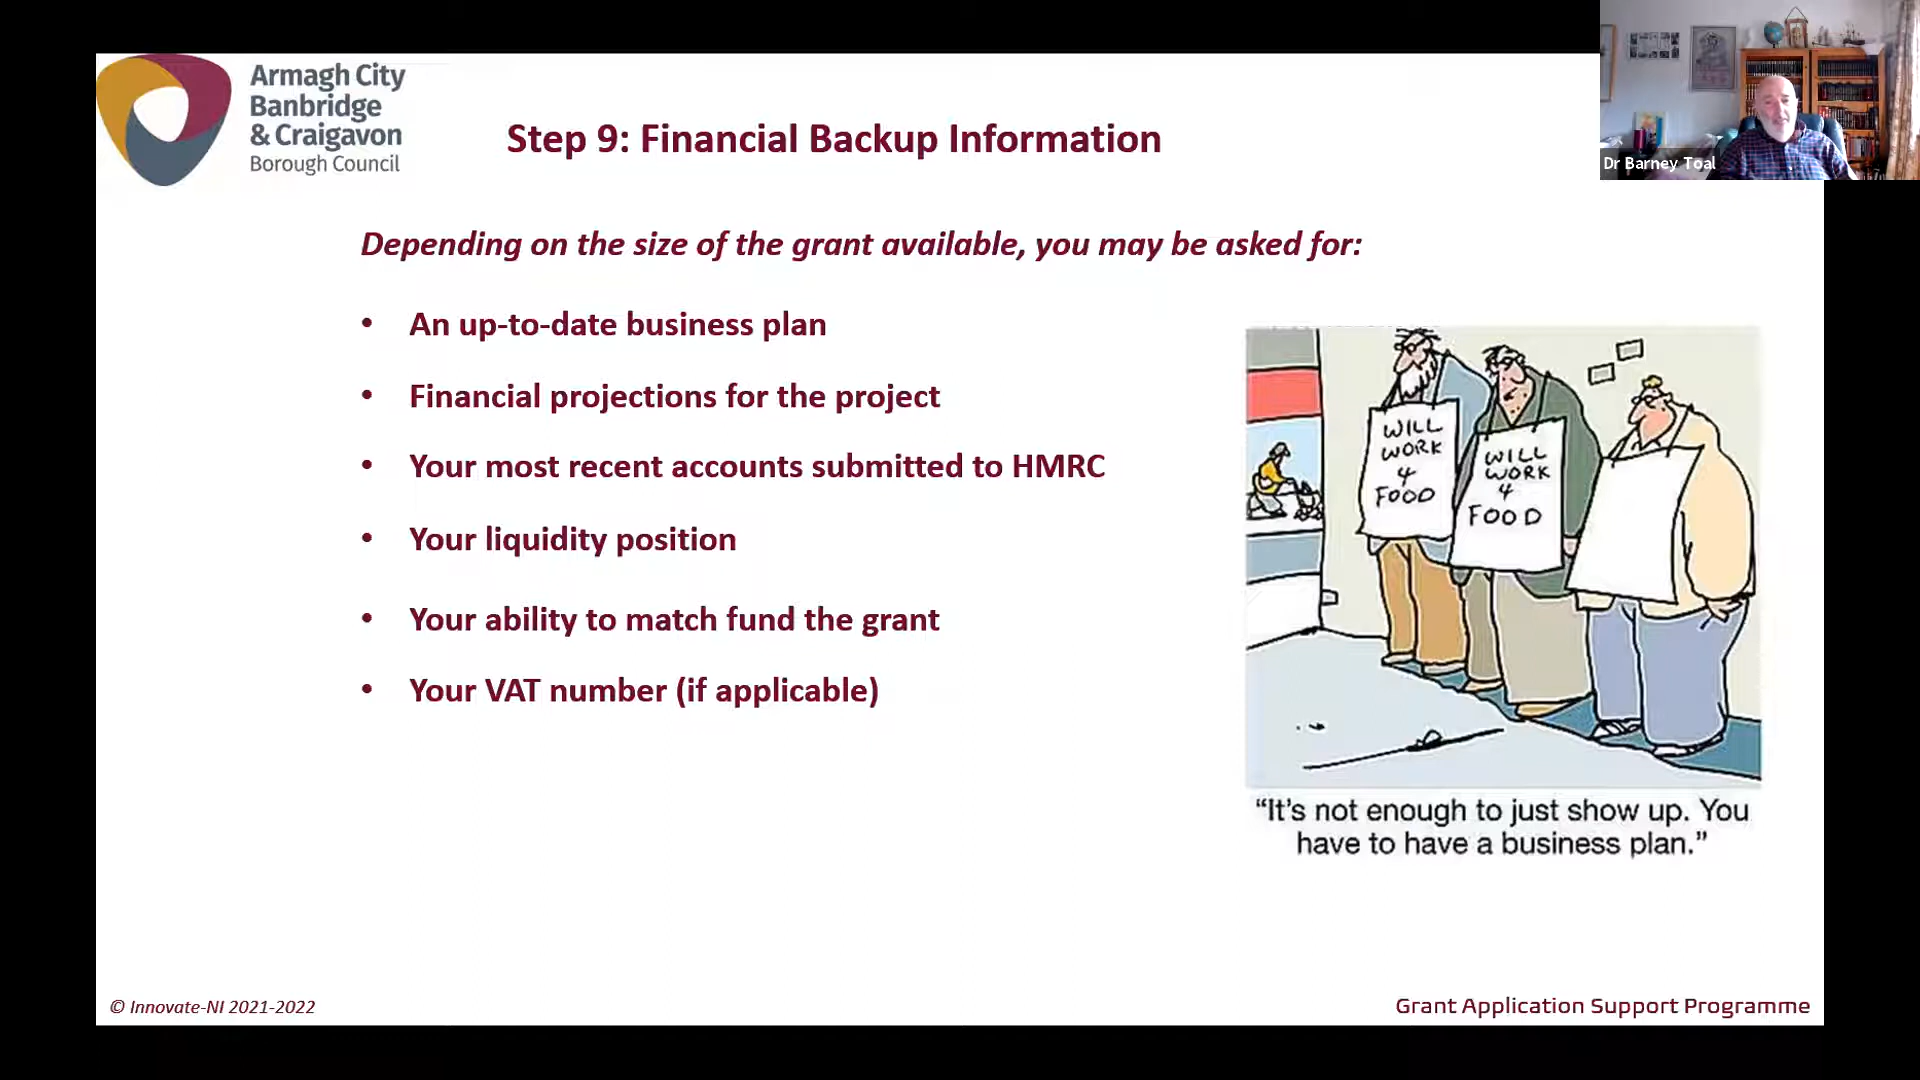 Armagh City
Banbridge
& Craigavon
Borough Council
Step 9: Financial Backup Information
Dr Barney Toal
Depending on the size of the grant available, you may be asked for:
• An up-to-date business plan
• Financial projections for the project
• Your most recent accounts submitted to HMRC
• Your liquidity position
• Your ability to match fund the grant
• Your VAT number (if applicable)
WILL
WORK
4
FOOD
WILL
WORK
4
FOOD
“It’s not enough to just show up. You
have to have a business plan.”
© Innovate-NI 2021-2022
Grant Application Support Programme